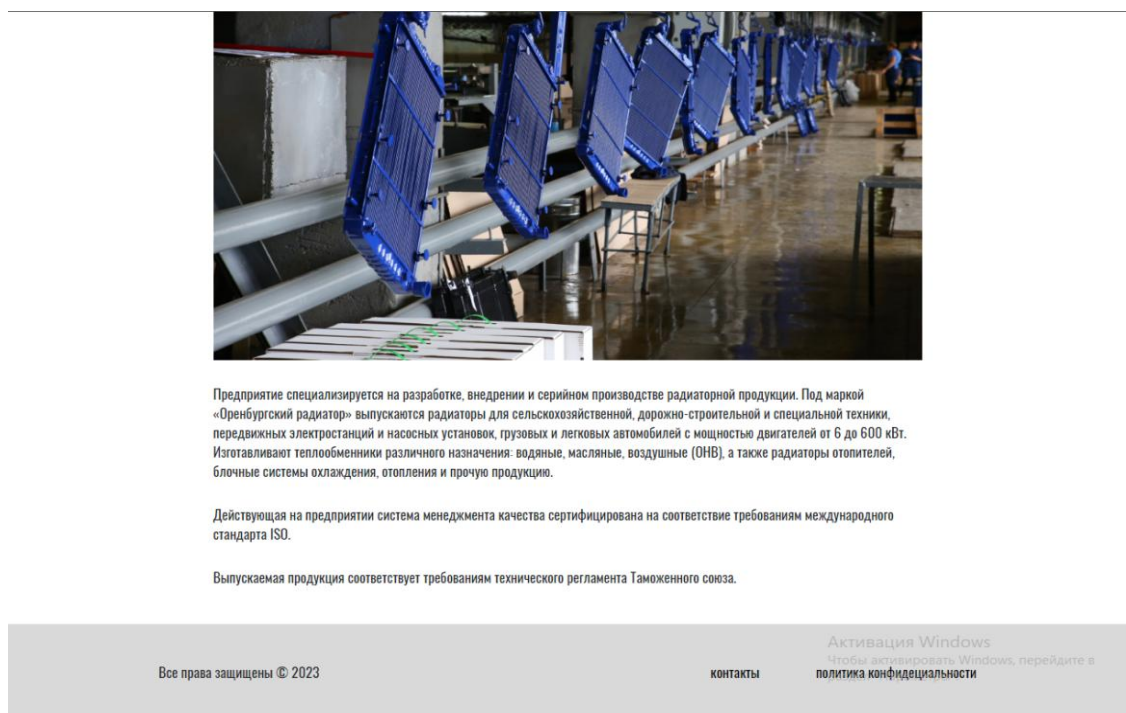 Предприятие специализируется на разработке, внедрении и серийном производстве радиаторной продукции. Под маркой
«Оренбургский радиатор» выпускаются радиаторы для сельскохозяйственной, дорожно-строительной и специальной техники,
передвижных электростанций и насосных установок, грузовых и легковых автомобилей с мощностью двигателей от 6 до 600 кВт.
Изготавливают теплообменники различного назначения: водяные, масляные, воздушные (ОНВ), а также радиаторы отопителей,
блочные системы охлаждения, отопления и прочую продукцию.
Действующая на предприятии система менеджмента качества сертифицирована на соответствие требованиям международного
стандарта ISO.
Выпускаемая продукция соответствует требованиям технического регламента Таможенного союза.
Активация Windows
Чтобы активировать Windows, перейдите в
Все права защищены © 2023
контакты
политика конфидециальности